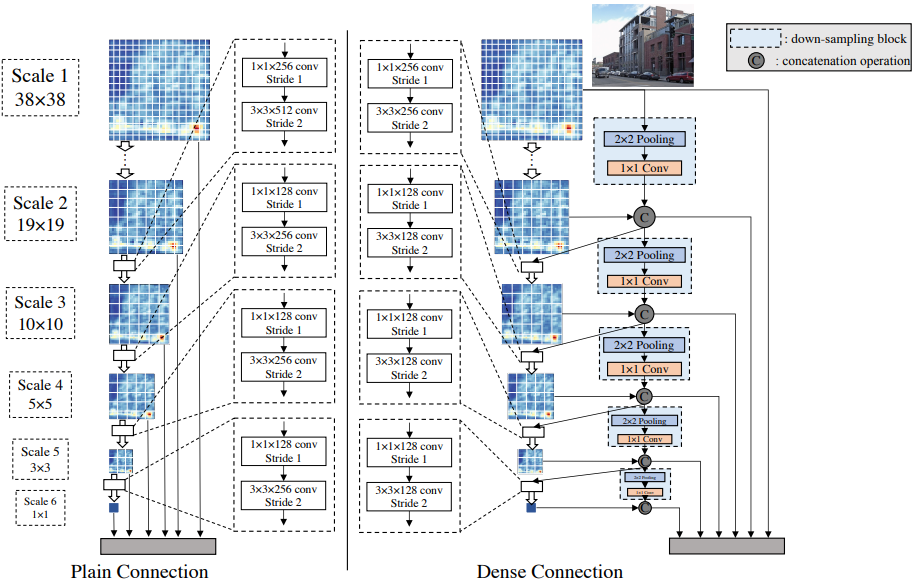 Scale 1
38×38
Scale 2
19×19
Scale 3
10×10
Scale 4
5×5
Scale 5
3×3
Scale 6
1×1
1×1×256 conv
Stride 1
3×3×512 conv
Stride 2
1×1×128 conv
Stride 1
3×3×256 conv
Stride 2
1×1×128 conv
Stride 1
3×3×256 conv
Stride 2
1×1×128 conv
Stride 1
3×3×256 conv
Stride 2
Plain Connection
1×1×256 conv
Stride 1
3×3×256 conv
Stride 2
1×1×128 conv
Stride 1
3×3×128 conv
Stride 2
1×1×128 conv
Stride 1
3×3×128 conv
Stride 2
1×1×128 conv
Stride 1
3×3×128 conv
Stride 2
2×2 Pooling
1×1 Conv
C
2×2 Pooling
1×1 Conv
C
2×2 Pooling
1×1 Conv
C
2×2 Pooling
1×1 Conv
C
2×2 Pooling
1×1 Conv
C
Dense Connection
: down-sampling block
C : concatenation operation